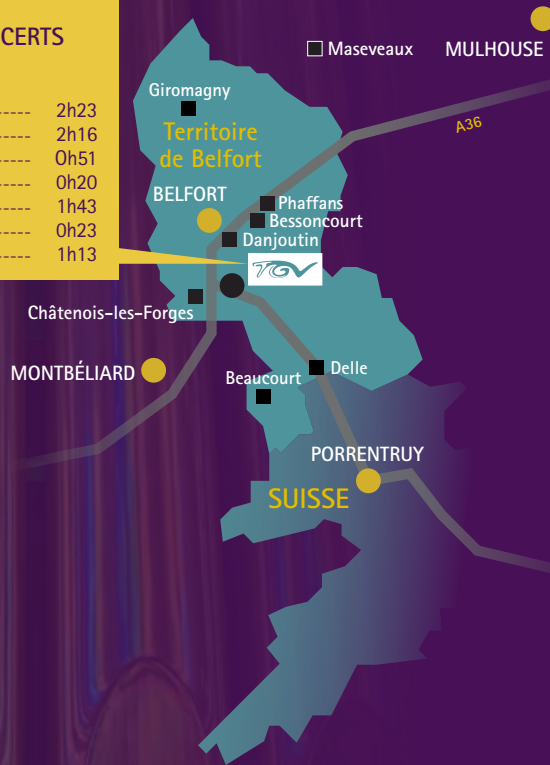 CERTS
2h23
2h16
0h51
0h20
1h43
0h23
1h13
Maseveaux
MULHOUSE
A36
Giromagny
Territoire
de Belfort
BELFORT
Phaffans
Bessoncourt
Danjoutin
TGV
Châtenois-les-Forges
MONTBÉLIARD
Beaucourt
Delle
PORRENTRUY
SUISSE